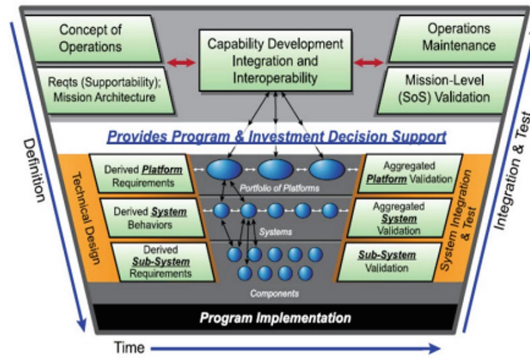 Concept of
Operations
Reqts (Supportability);
Mission Architecture
Capability Development
Integration and
Interoperability
Operations
Maintenance
Mission-Level
(SoS) Validation
Provides Program & Investment Decision Support
Definition
Technical Design
Derived Platform
Requirements
Derived System
Behaviors
Derived
Sub-System
Requirements
Portfolio of Platforms
Systems
Components
Aggregated
Platform Validation
Aggregated
System
Validation
Sub-System
Validation
System Integration
& Test
Integration & Test
Program Implementation
Time